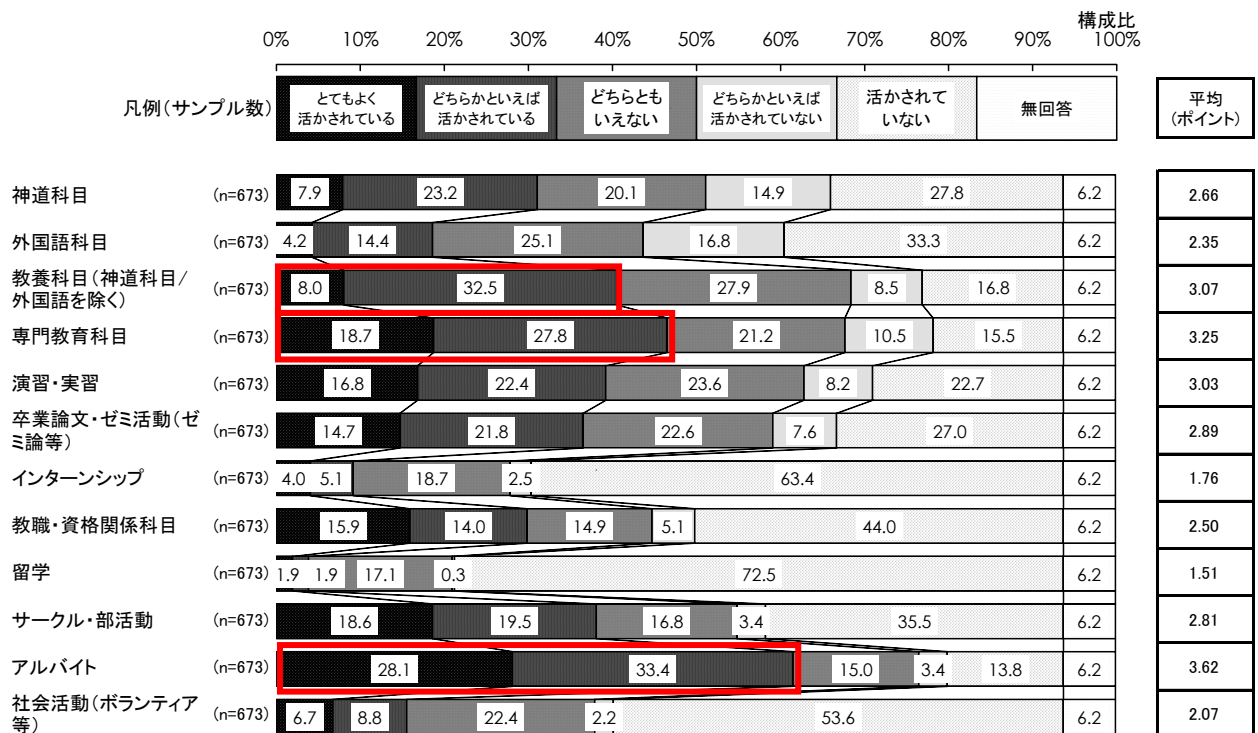 構成比
0% 10% 20% 30% 40% 50% 60% 70% 80% 90% 100%
凡例(サンプル数)
とてもよく
活かされている
どちらかといえば
活かされている
どちらとも
いえない
どちらかといえば
活かされていない
活かされて
いない
無回答
平均
(ポイント)
神道科目 (n=673) 7.9 23.2 20.1 14.9 27.8 6.2 2.66
外国語科目 (n=673) 4.2 14.4 25.1 16.8 33.3 6.2 2.35
教養科目(神道科目/
外国語を除く) (n=673) 8.0 32.5 27.9 8.5 16.8 6.2 3.07
専門教育科目 (n=673) 18.7 27.8 21.2 10.5 15.5 6.2 3.25
演習・実習 (n=673) 16.8 22.4 23.6 8.2 22.7 6.2 3.03
卒業論文・ゼミ活動(ゼ
ミ論等) (n=673) 14.7 21.8 22.6 7.6 27.0 6.2 2.89
インターンシップ (n=673) 4.0 5.1 18.7 2.5 63.4 6.2 1.76
教職・資格関係科目 (n=673) 15.9 14.0 14.9 5.1 44.0 6.2 2.50
留学 (n=673) 1.9 1.9 17.1 0.3 72.5 6.2 1.51
サークル・部活動 (n=673) 18.6 19.5 16.8 3.4 35.5 6.2 2.81
アルバイト (n=673) 28.1 33.4 15.0 3.4 13.8 6.2 3.62
社会活動(ボランティア
等) (n=673) 6.7 8.8 22.4 2.2 53.6 6.2 2.07